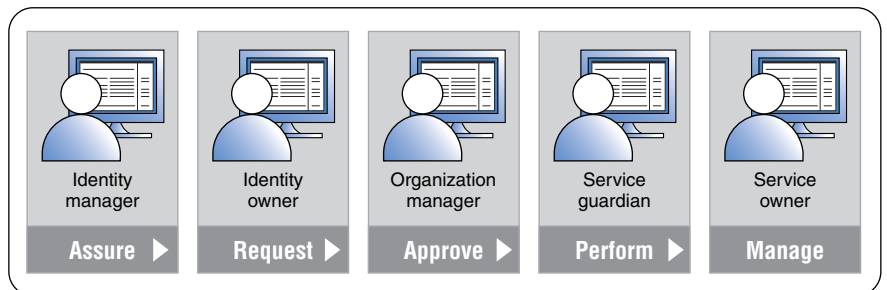 Identity
manager
Assure
Identity
owner
Request
Organization
manager
Approve
Service
guardian
Perform
Service
owner
Manage